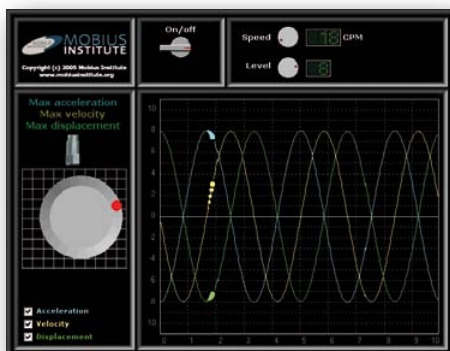 MOBIUS
INSTITUTE
Copyright (c) 2005 Mobius Institute
www.mobiusinstitute.org
On/off
Speed 18 CPM
Level 8
Max acceleration
Max velocity
Max displacement
Acceleration
Velocity
Displacement
10
8
6
4
2
0
2
4
6
8
10
0 1 2 3 4 5 6 7 8 9 10